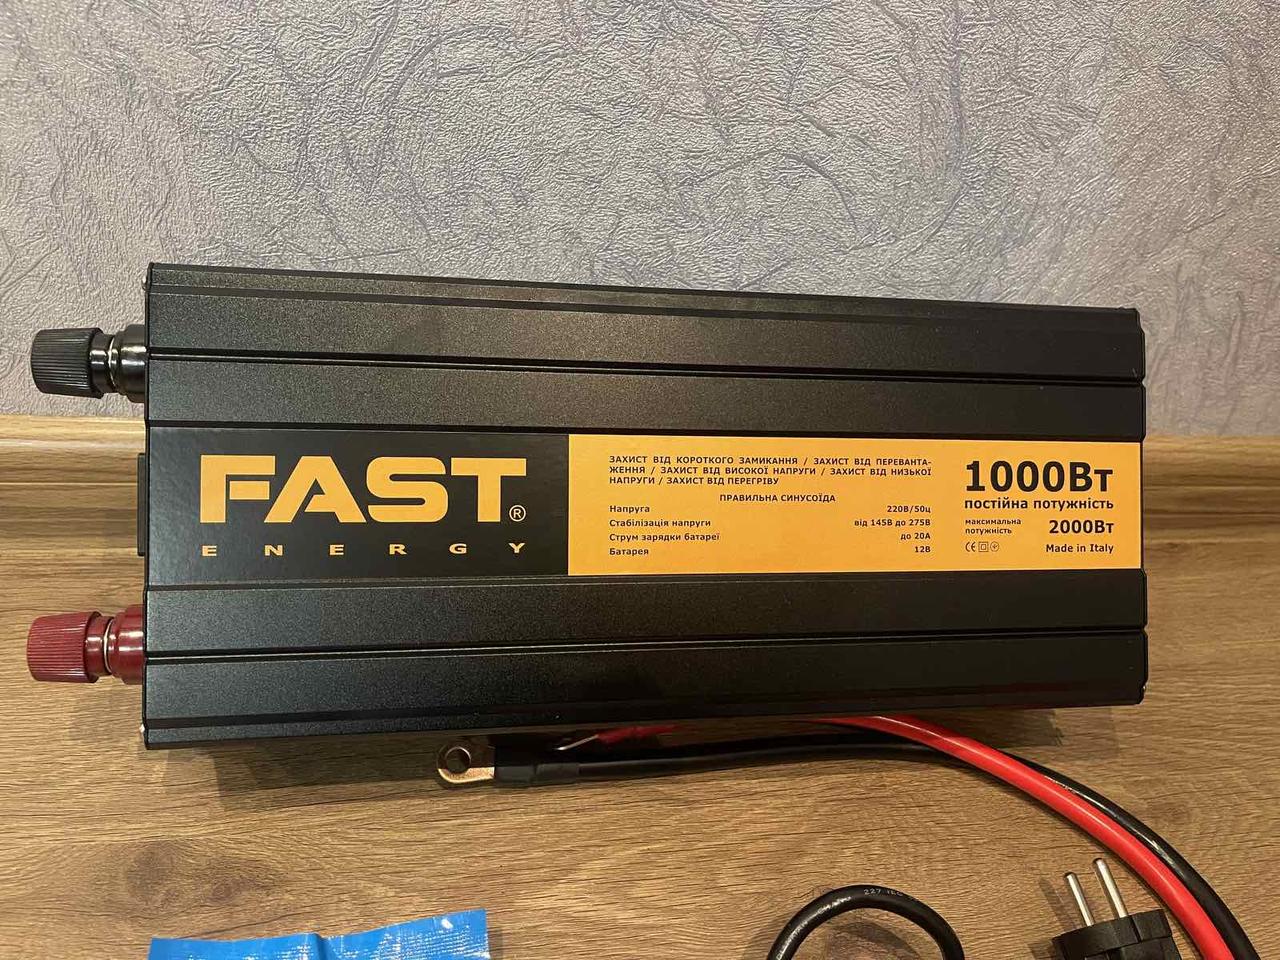 FAST®
ENERGY
ЗАХИСТ ВІД КОРОТКОГО ЗАМИКАННЯ / ЗАХИСТ ВІД ПЕРЕВАНТА-
ЖЕННЯ / ЗАХИСТ ВІД ВИСОКОЇ НАПРУГИ / ЗАХИСТ ВІД НИЗЬКОЇ
НАПРУГИ / ЗАХИСТ ВІД ПЕРЕГРІВУ
ПРАВИЛЬНА СИНУСОЇДА
Напруга 220В/50ц
Стабілізація напруги від 145В до 275В
Струм зарядки батареї до 20А
Батарея 12В
1000Вт
постійна потужність
максимальна потужність 2000Вт
CE Made in Italy
227 IEC